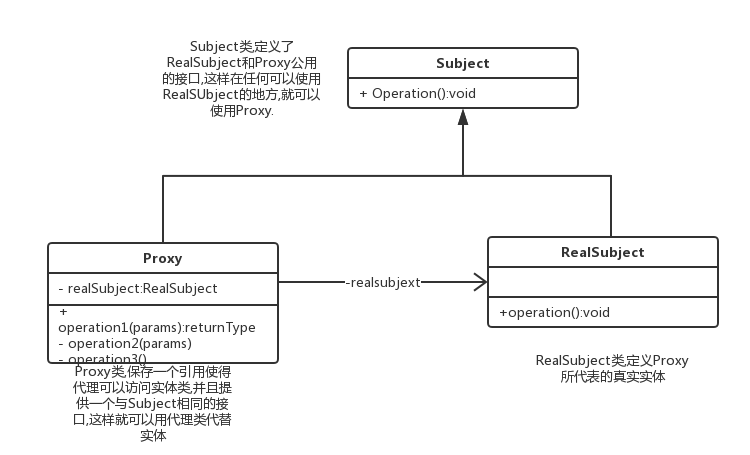 Subject类,定义了
RealSubject和Proxy公用
的接口,这样在任何可以使用
RealSUbject的地方,就可以
使用Proxy.
Subject
+ Operation():void
Proxy
- realSubject:RealSubject
+
operation1(params):returnType
- operation2(params)
- operation3()
-realsubjext
RealSubject
+operation():void
Proxy类,保存一个引用使得
代理可以访问实体类,并且提
供一个与Subject相同的接
口,这样就可以用代理类代替
实体
RealSubject类,定义Proxy
所代表的真实实体